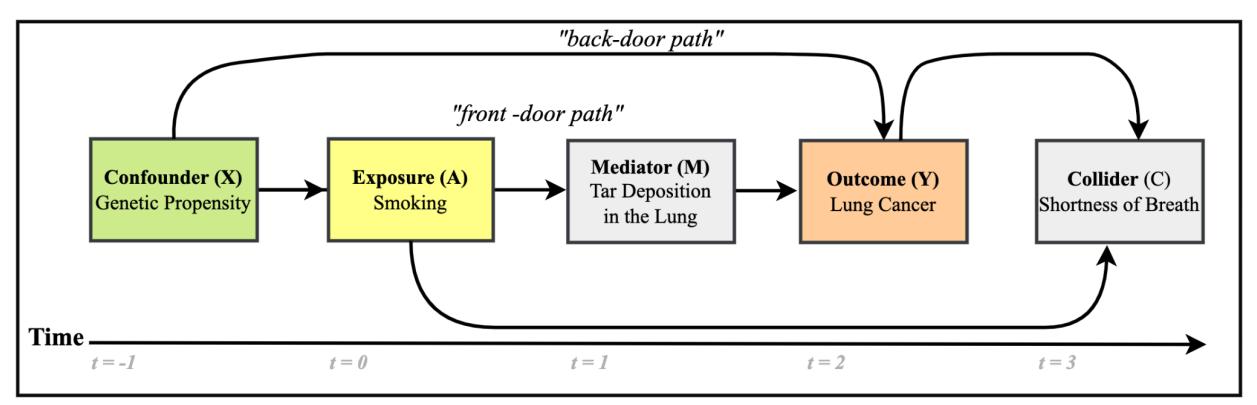 "back-door path"
"front -door path"
Confounder (X)
Genetic Propensity
Exposure (A)
Smoking
Mediator (M)
Tar Deposition
in the Lung
Outcome (Y)
Lung Cancer
Collider (C)
Shortness of Breath
Time
t = -1
t = 0
t = 1
t = 2
t = 3